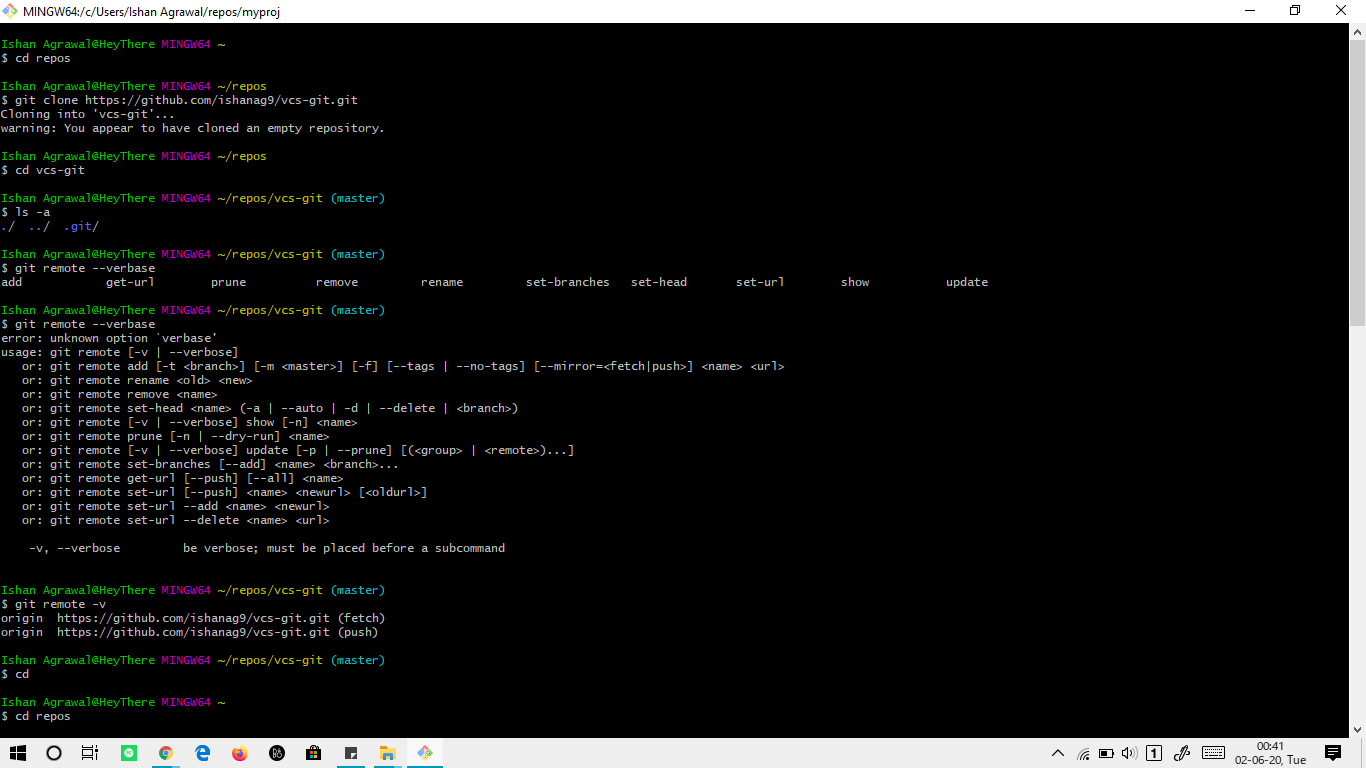 MINGW64:/c/Users/Ishan Agrawal/repos/myproj
Ishan Agrawal@HeyThere MINGW64 ~
$ cd repos
Ishan Agrawal@HeyThere MINGW64 ~/repos
$ git clone https://github.com/ishanag9/vcs-git.git
Cloning into 'vcs-git'...
warning: You appear to have cloned an empty repository.
Ishan Agrawal@HeyThere MINGW64 ~/repos
$ cd vcs-git
Ishan Agrawal@HeyThere MINGW64 ~/repos/vcs-git (master)
$ ls -a
./  ../  .git/
Ishan Agrawal@HeyThere MINGW64 ~/repos/vcs-git (master)
$ git remote --verbase
add            get-url        prune          remove         rename         set-branches   set-head       set-url        show           update
Ishan Agrawal@HeyThere MINGW64 ~/repos/vcs-git (master)
$ git remote --verbase
error: unknown option `verbase'
usage: git remote [-v | --verbose]
   or: git remote add [-t <branch>] [-m <master>] [-f] [--tags | --no-tags] [--mirror=<fetch|push>] <name> <url>
   or: git remote rename <old> <new>
   or: git remote remove <name>
   or: git remote set-head <name> (-a | --auto | -d | --delete | <branch>)
   or: git remote [-v | --verbose] show [-n] <name>
   or: git remote prune [-n | --dry-run] <name>
   or: git remote [-v | --verbose] update [-p | --prune] [(<group> | <remote>)...]
   or: git remote set-branches [--add] <name> <branch>...
   or: git remote get-url [--push] [--all] <name>
   or: git remote set-url [--push] <name> <newurl> [<oldurl>]
   or: git remote set-url --add <name> <newurl>
   or: git remote set-url --delete <name> <url>
    -v, --verbose         be verbose; must be placed before a subcommand
Ishan Agrawal@HeyThere MINGW64 ~/repos/vcs-git (master)
$ git remote -v
origin  https://github.com/ishanag9/vcs-git.git (fetch)
origin  https://github.com/ishanag9/vcs-git.git (push)
Ishan Agrawal@HeyThere MINGW64 ~/repos/vcs-git (master)
$ cd
Ishan Agrawal@HeyThere MINGW64 ~
$ cd repos
1
00:41
02-06-20, Tue